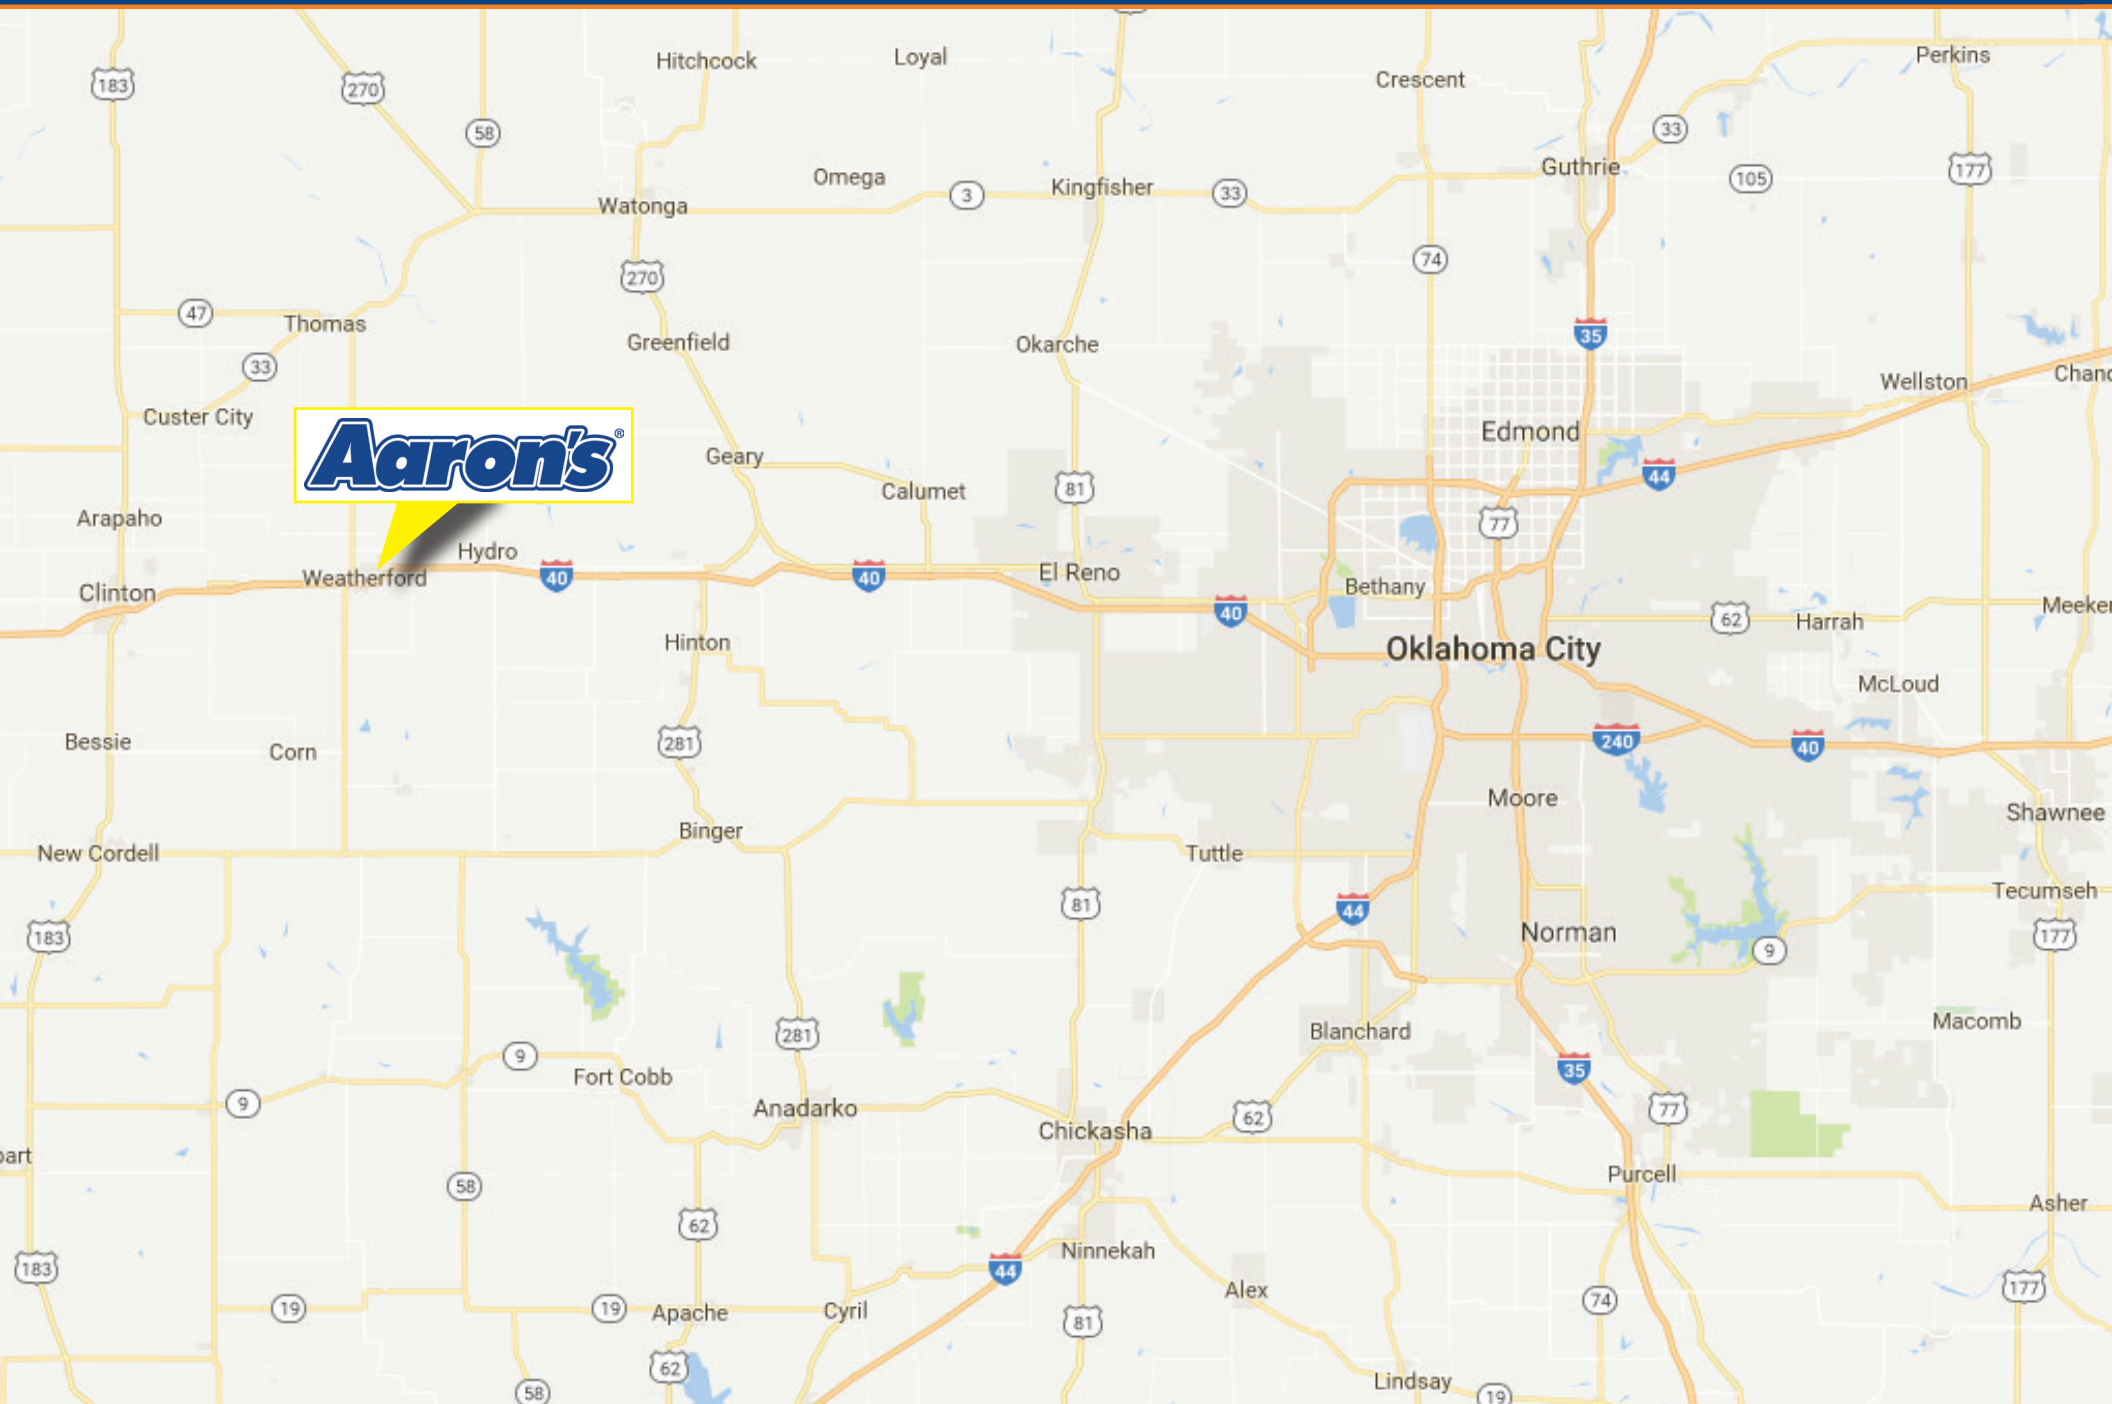 Hitchcock
Loyal
Crescent
Perkins
183
270
58
33
Omega
3
Kingfisher
33
Guthrie
105
177
Watonga
270
74
47
Thomas
Greenfield
Okarche
35
33
Custer City
Wellston
Chand
Aaron's®
Edmond
Geary
44
Calumet
81
Arapaho
77
Hydro
40
40
Weatherford
El Reno
Bethany
Clinton
40
62
Harrah
Meeker
Hinton
Oklahoma City
McLoud
Bessie
Corn
281
240
40
Moore
Shawnee
Binger
New Cordell
Tuttle
Tecumseh
81
44
183
Norman
177
9
281
Blanchard
Macomb
9
Fort Cobb
35
9
Anadarko
62
77
Chickasha
part
Purcell
58
Asher
62
Ninnekah
183
44
Alex
177
19
19
Apache
Cyril
74
81
62
Lindsay
58
19